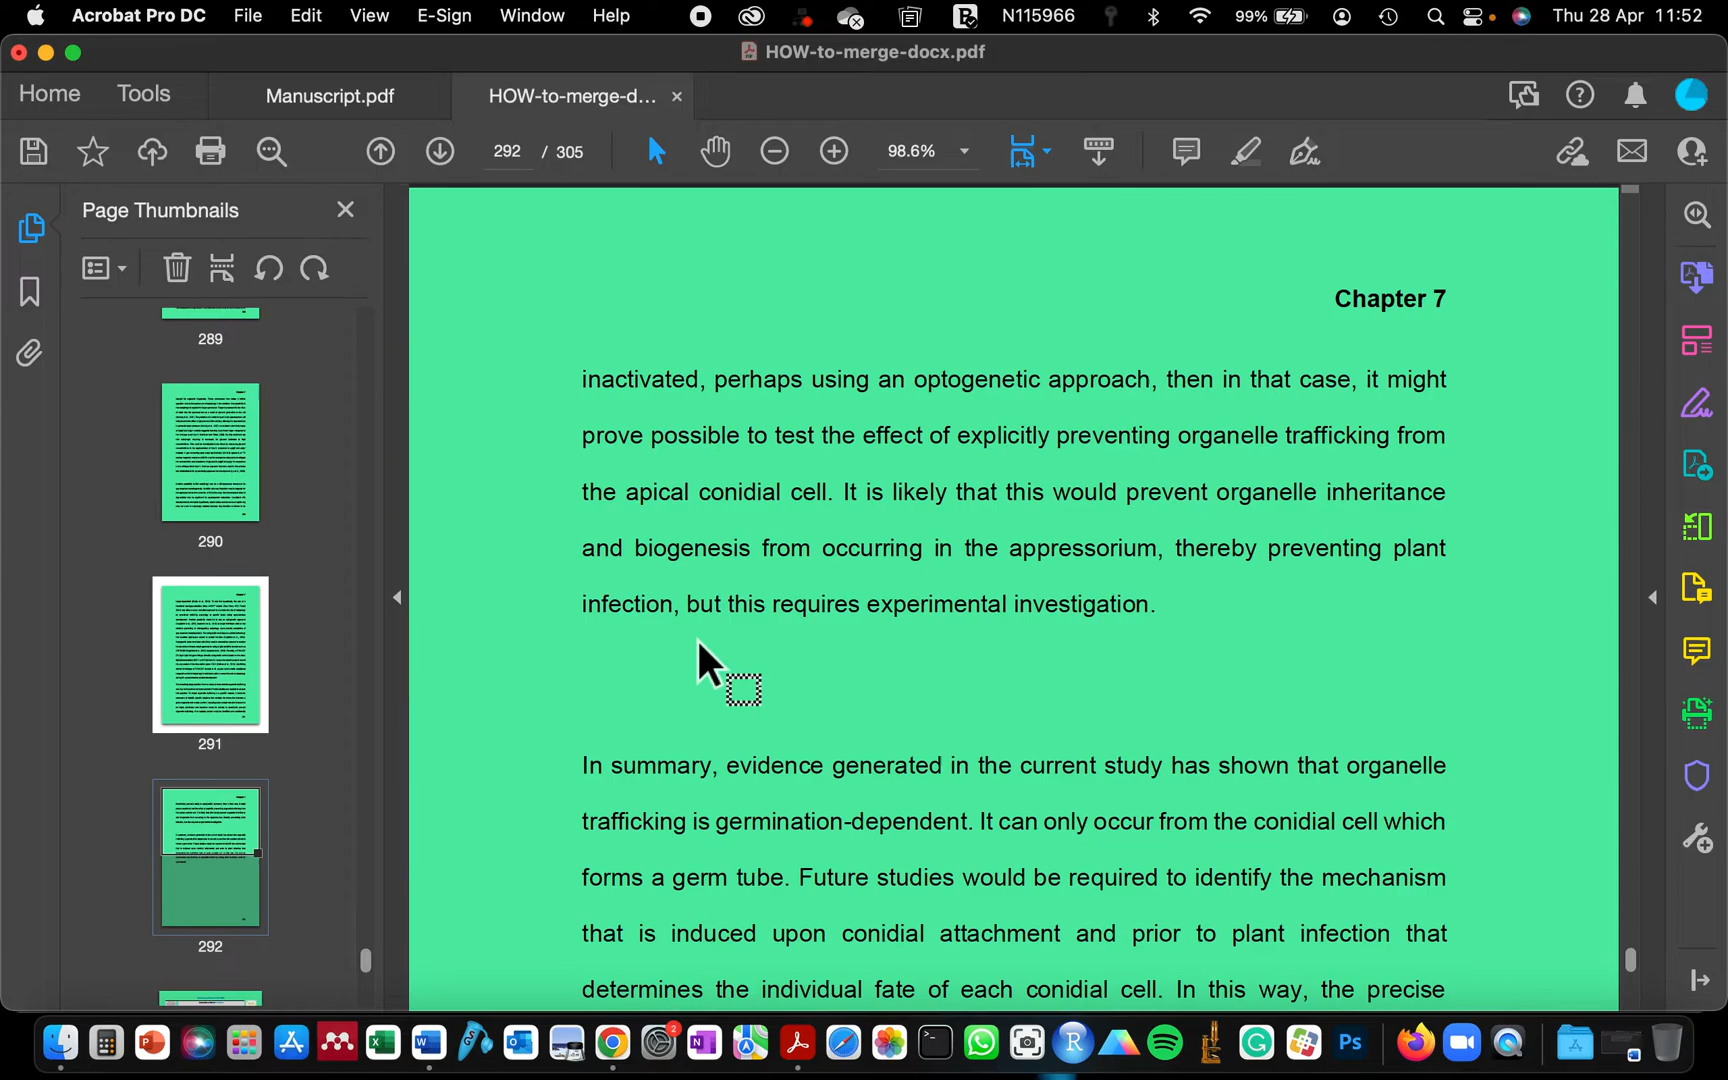 Acrobat Pro DC File Edit View E-Sign Window Help N115966 99% Thu 28 Apr 11:52
HOW-to-merge-docx.pdf
Home Tools Manuscript.pdf HOW-to-merge-d... ×
292 / 305 98.6%
Page Thumbnails
289
290
291
292
Chapter 7
inactivated, perhaps using an optogenetic approach, then in that case, it might
prove possible to test the effect of explicitly preventing organelle trafficking from
the apical conidial cell. It is likely that this would prevent organelle inheritance
and biogenesis from occurring in the appressorium, thereby preventing plant
infection, but this requires experimental investigation.
In summary, evidence generated in the current study has shown that organelle
trafficking is germination-dependent. It can only occur from the conidial cell which
forms a germ tube. Future studies would be required to identify the mechanism
that is induced upon conidial attachment and prior to plant infection that
determines the individual fate of each conidial cell. In this way, the precise
2
Ps